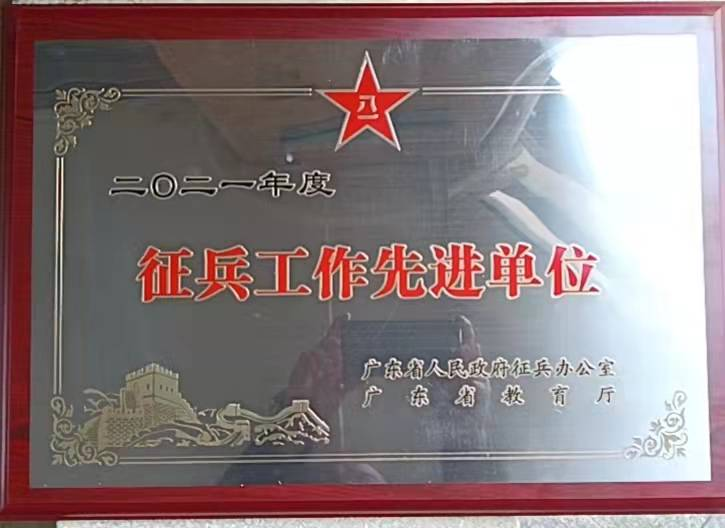 八一
二〇二一年度
征兵工作先进单位
广东省人民政府征兵办公室
广东省教育厅